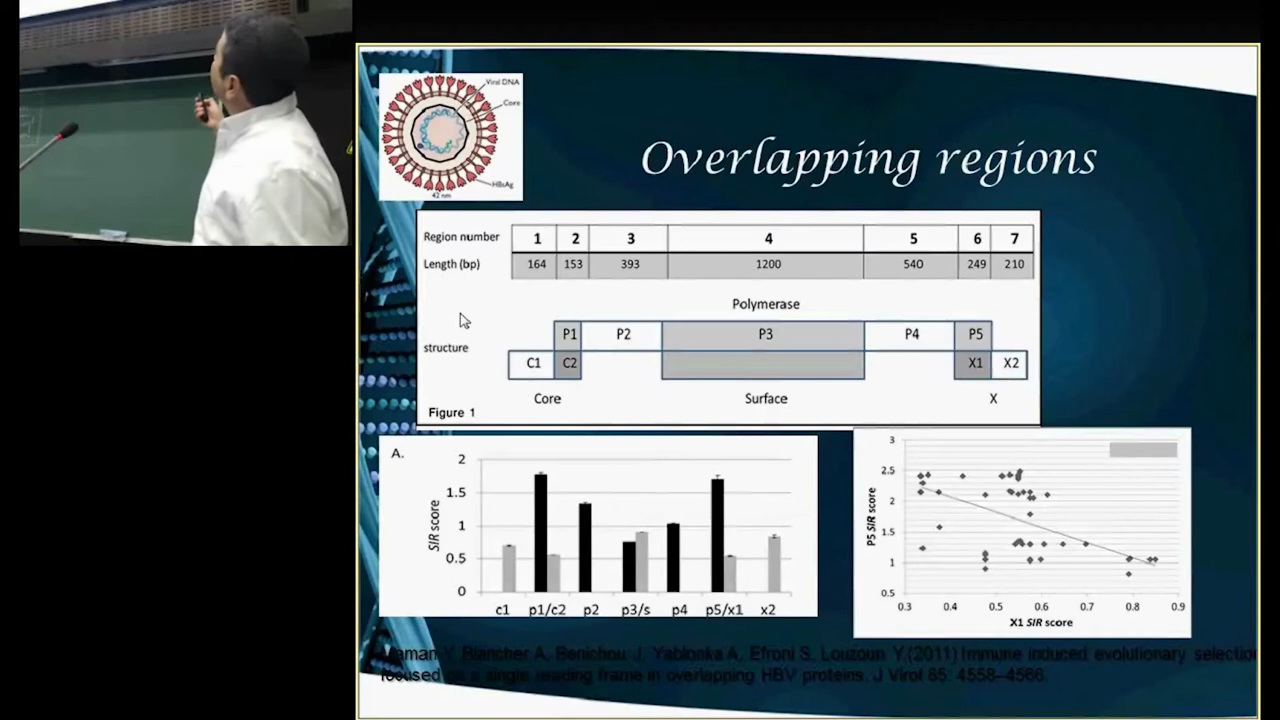 Viral DNA
Core
HBsAg
42 nm
Overlapping regions
Region number 1 2 3 4 5 6 7
Length (bp) 164 153 393 1200 540 249 210
Polymerase
P1 P2 P3 P4 P5
structure
C1 C2 X1 X2
Core Surface X
Figure 1
A.
SIR score
2
1.5
1
0.5
0
c1 p1/c2 p2 p3/s p4 p5/x1 x2
P5 SIR score
3
2.5
2
1.5
1
0.5
0.3 0.4 0.5 0.6 0.7 0.8 0.9
X1 SIR score
Y, Blancher A, Benichou J, Yablonka A, Efroni S, Louzoun Y.(2011) Immune induced evolutionary selection
focused on a single reading frame in overlapping HBV proteins. J Virol 85: 4558–4566.